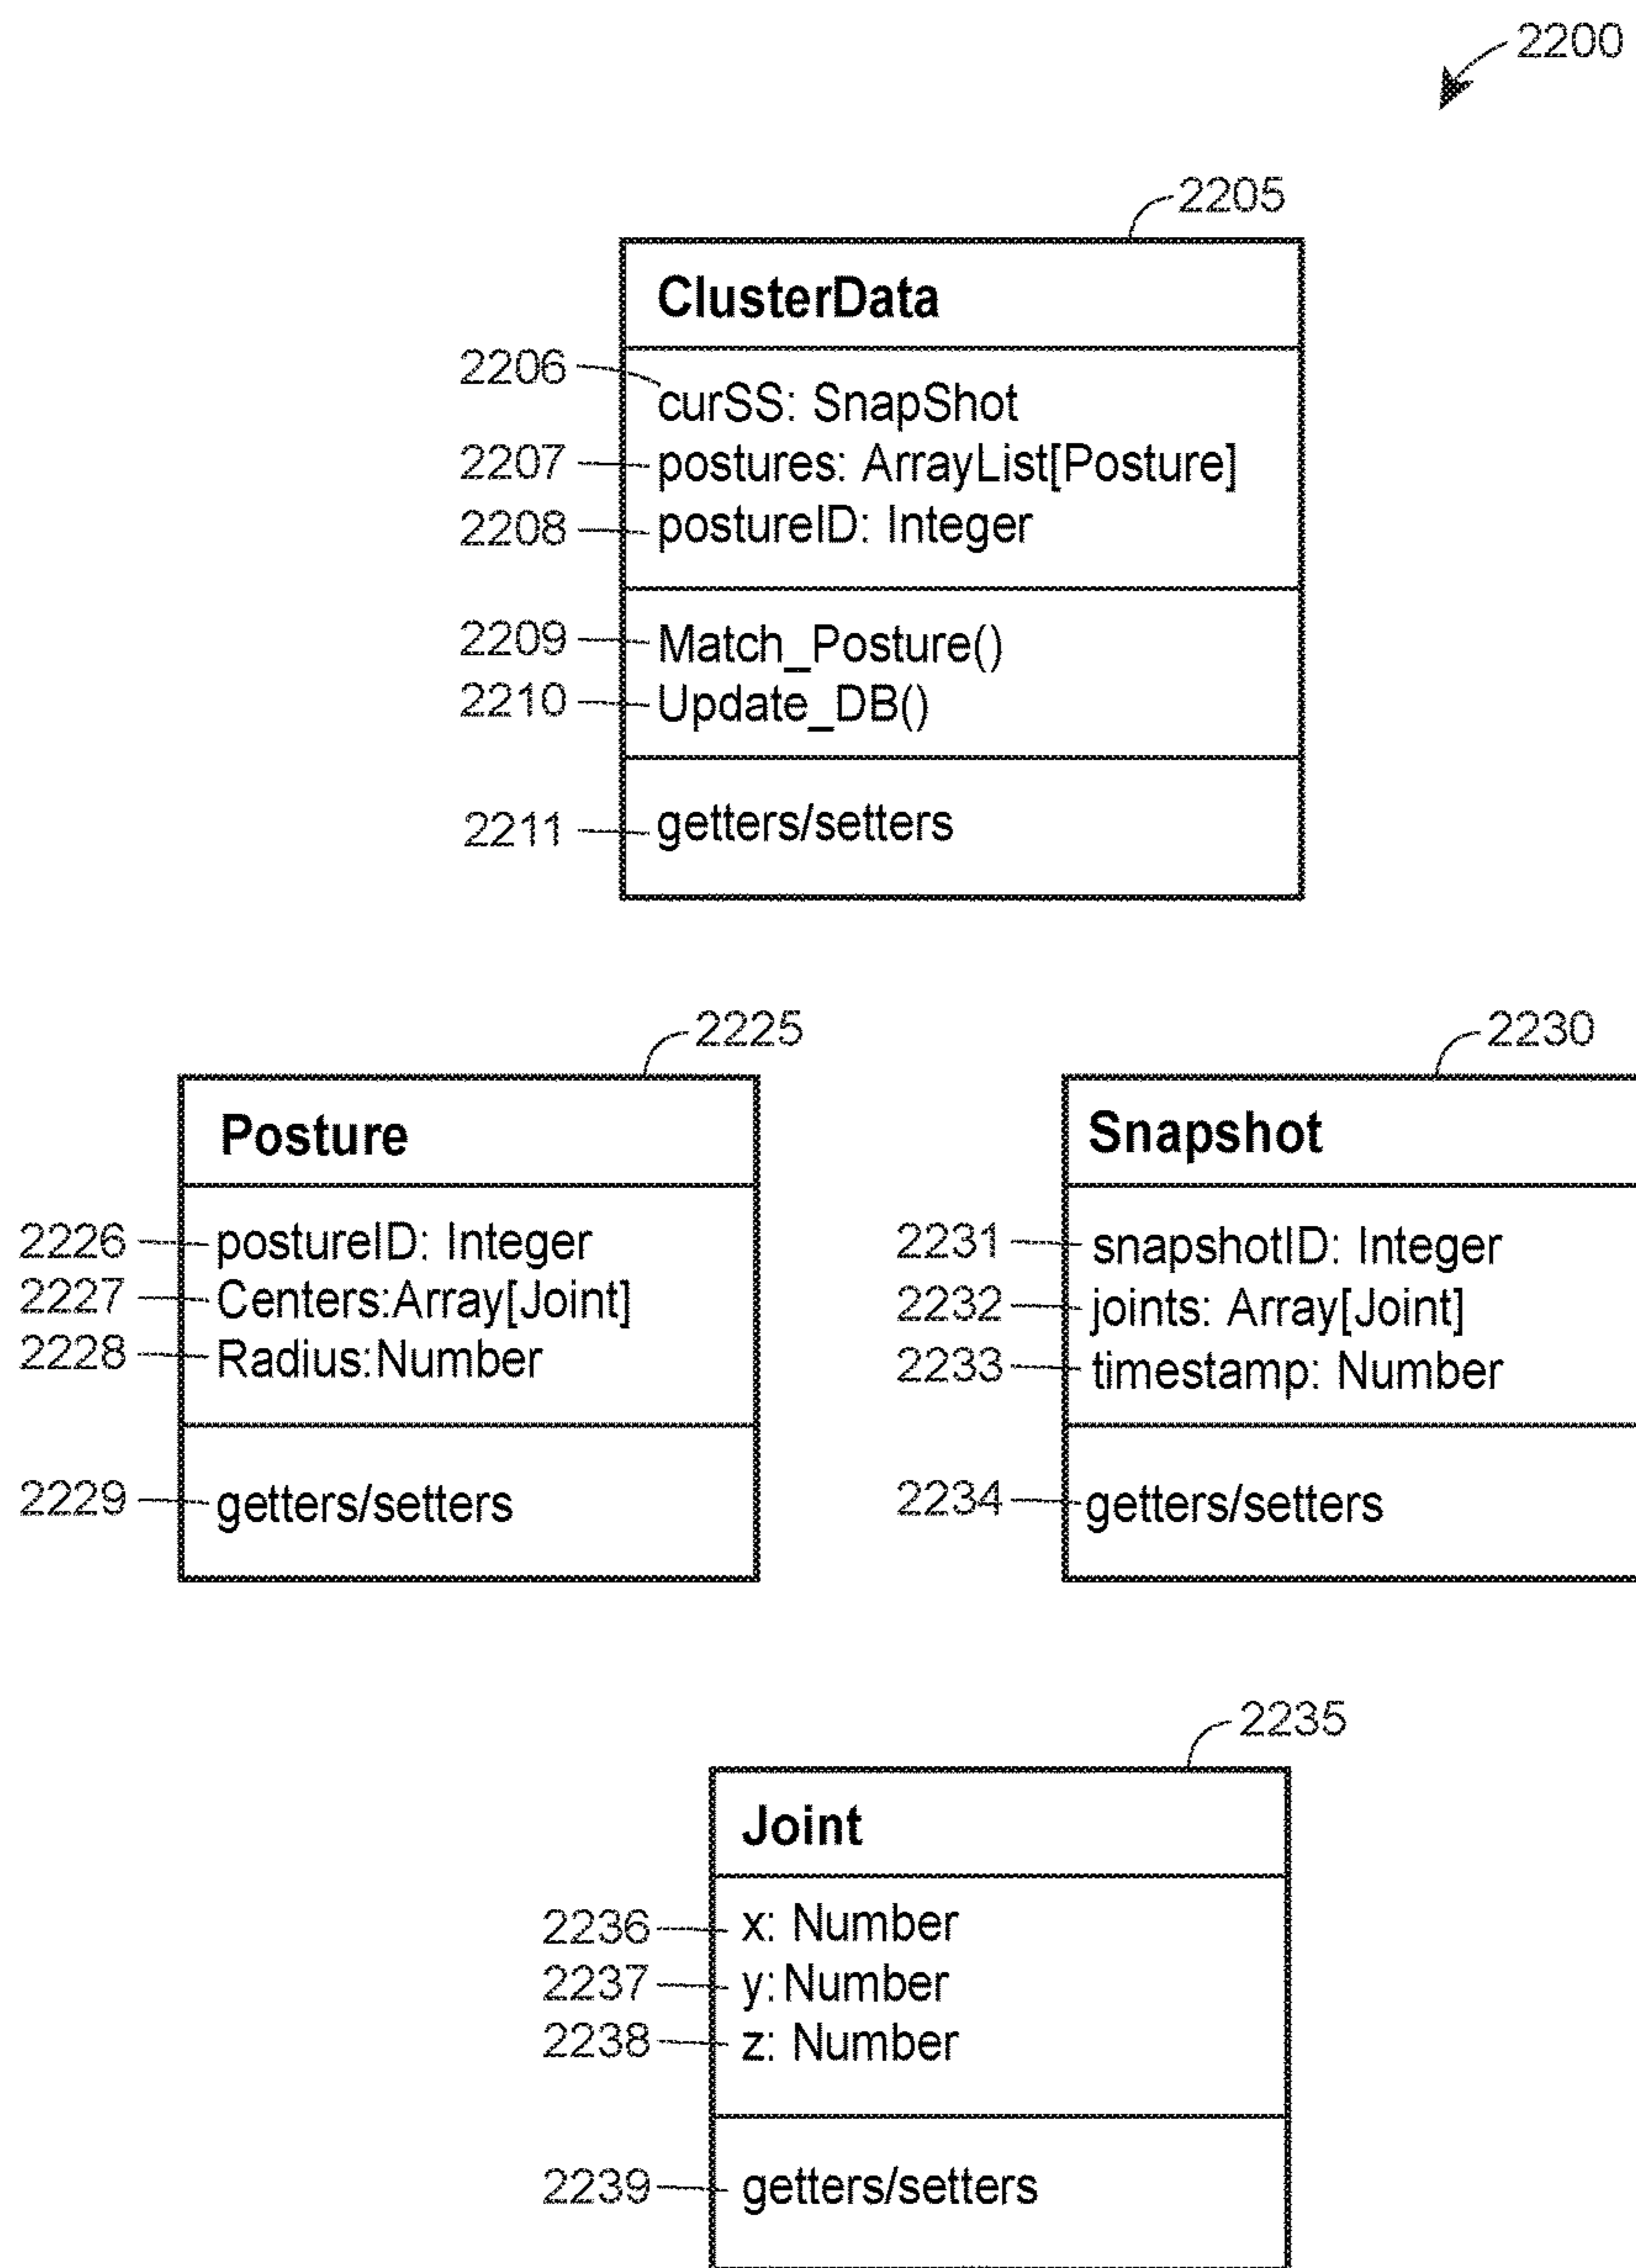 2200
2205
ClusterData
2206 curSS: SnapShot
2207 postures: ArrayList[Posture]
2208 postureID: Integer
2209 Match_Posture()
2210 Update_DB()
2211 getters/setters
2225
Posture
2226 postureID: Integer
2227 Centers:Array[Joint]
2228 Radius:Number
2229 getters/setters
2230
Snapshot
2231 snapshotID: Integer
2232 joints: Array[Joint]
2233 timestamp: Number
2234 getters/setters
2235
Joint
2236 x: Number
2237 y:Number
2238 z: Number
2239 getters/setters